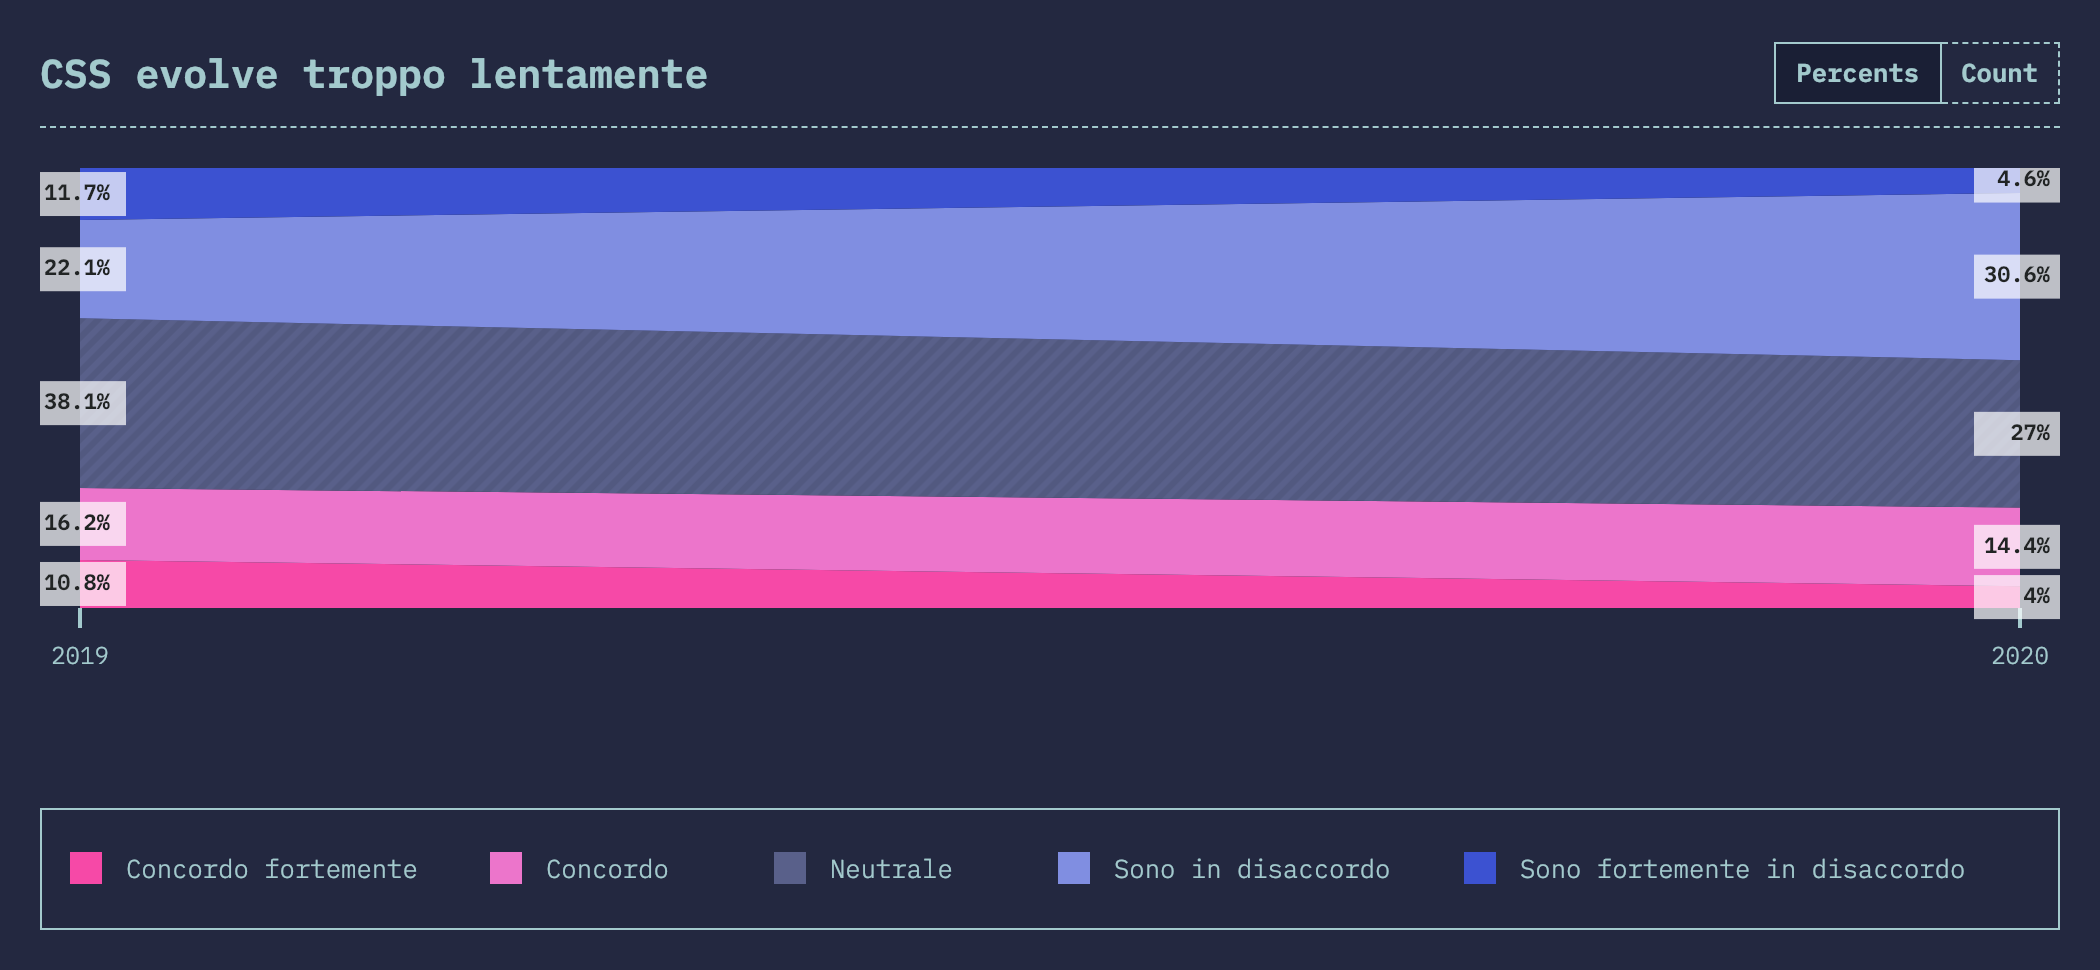 CSS evolve troppo lentamente
Percents Count
11.7% 4.6%
22.1% 30.6%
38.1% 27%
16.2% 14.4%
10.8% 4%
2019 2020
Concordo fortemente Concordo Neutrale Sono in disaccordo Sono fortemente in disaccordo